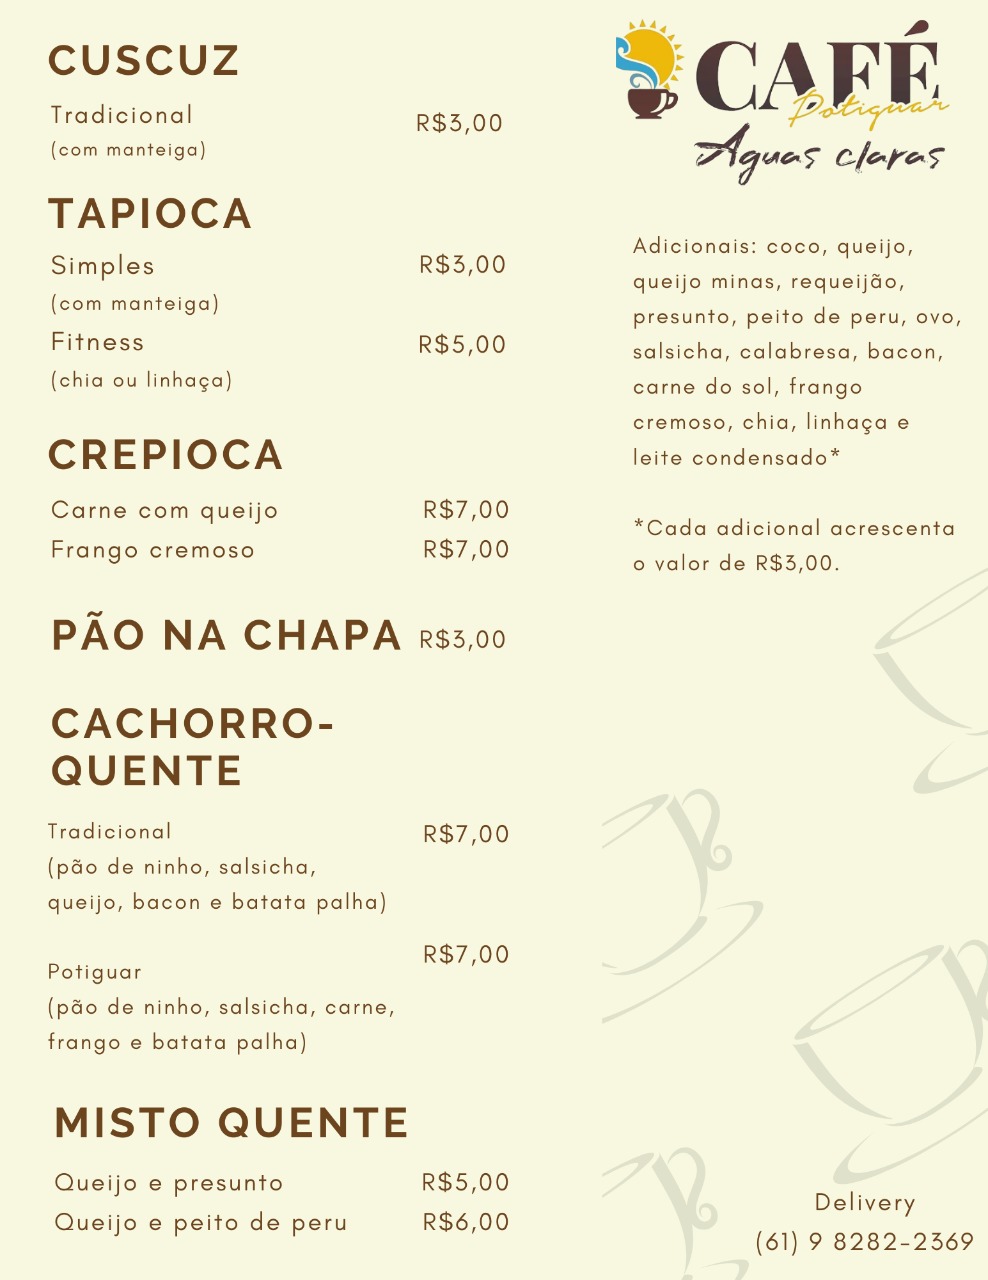 CUSCUZ
Tradicional R$3,00
(com manteiga)
TAPIOCA
Simples R$3,00
(com manteiga)
Fitness R$5,00
(chia ou linhaça)
CREPIOCA
Carne com queijo R$7,00
Frango cremoso R$7,00
PÃO NA CHAPA R$3,00
CACHORRO-
QUENTE
Tradicional R$7,00
(pão de ninho, salsicha,
queijo, bacon e batata palha)
R$7,00
Potiguar
(pão de ninho, salsicha, carne,
frango e batata palha)
MISTO QUENTE
Queijo e presunto R$5,00
Queijo e peito de peru R$6,00
CAFÉ
Potiguar
Aguas claras
Adicionais: coco, queijo,
queijo minas, requeijão,
presunto, peito de peru, ovo,
salsicha, calabresa, bacon,
carne do sol, frango
cremoso, chia, linhaça e
leite condensado*
*Cada adicional acrescenta
o valor de R$3,00.
Delivery
(61) 9 8282-2369